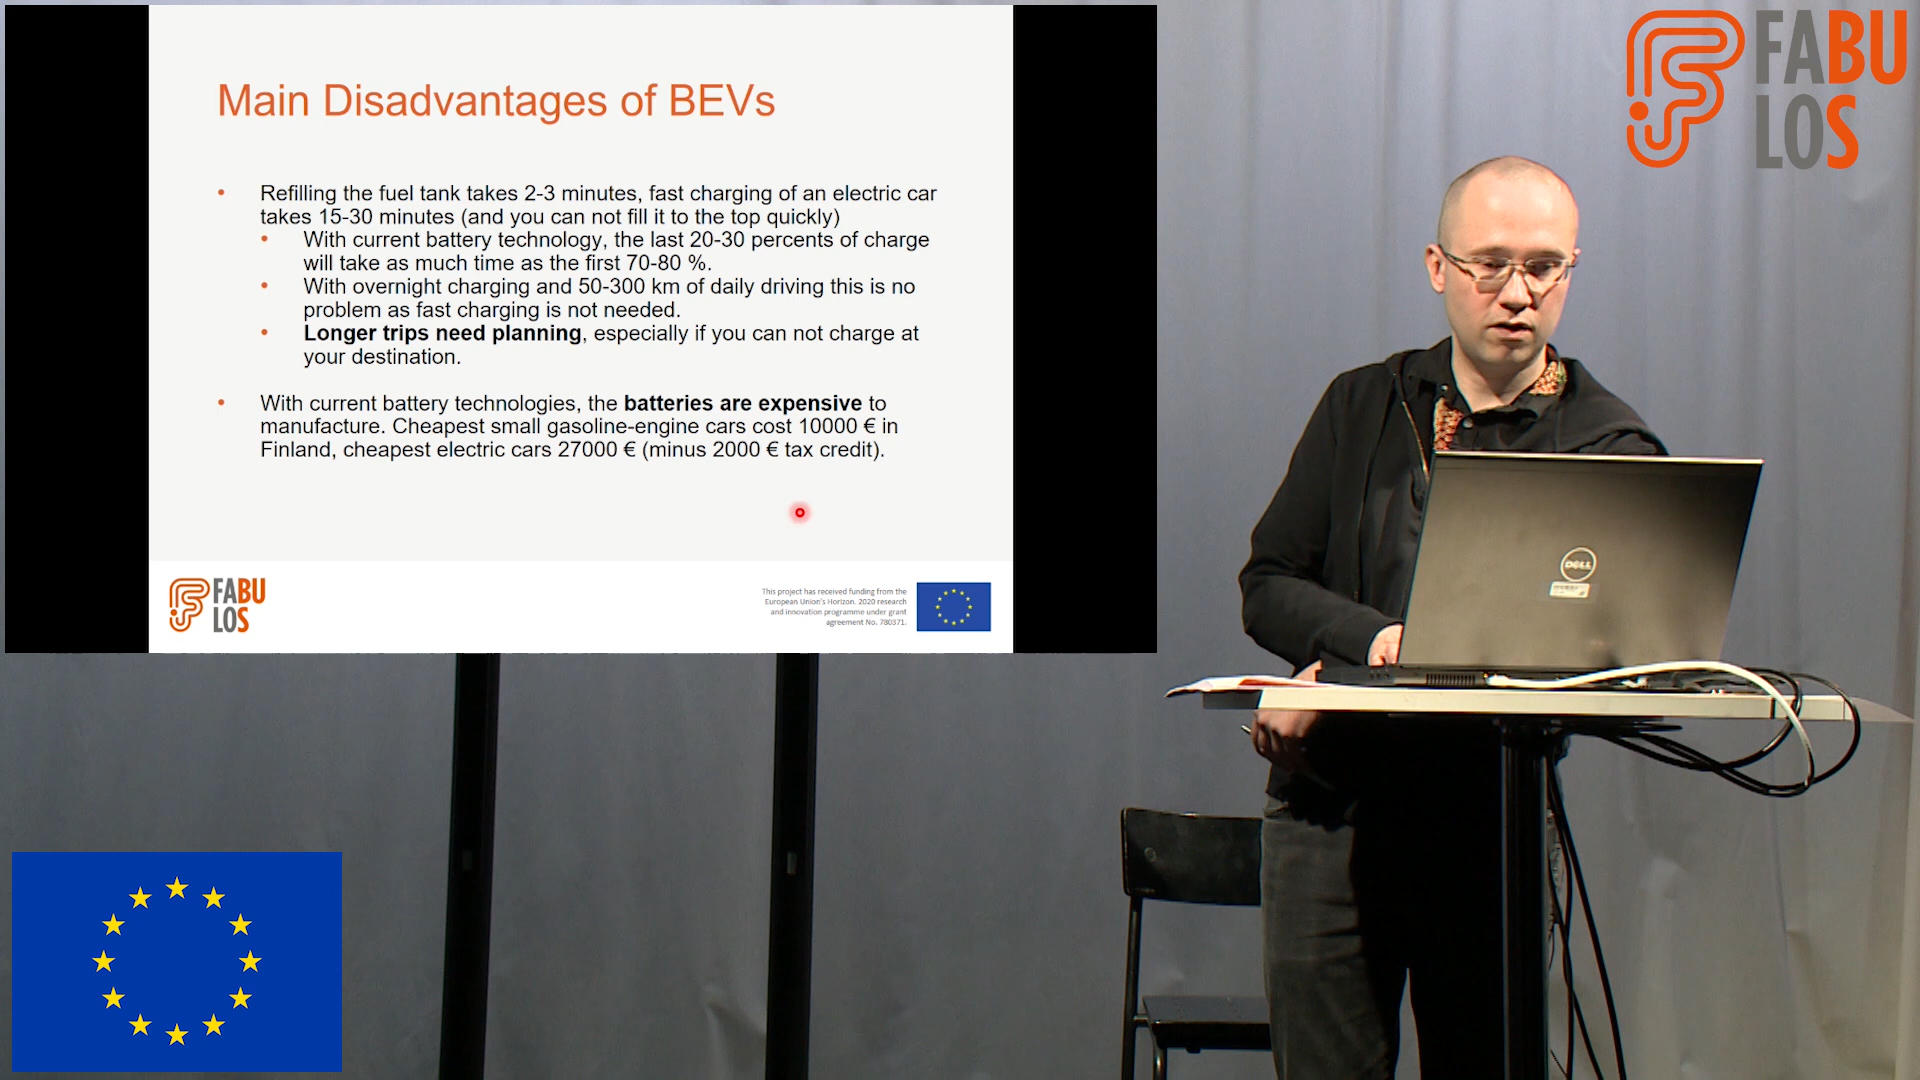 Main Disadvantages of BEVs
• Refilling the fuel tank takes 2-3 minutes, fast charging of an electric car
takes 15-30 minutes (and you can not fill it to the top quickly)
• With current battery technology, the last 20-30 percents of charge
will take as much time as the first 70-80 %.
• With overnight charging and 50-300 km of daily driving this is no
problem as fast charging is not needed.
• Longer trips need planning, especially if you can not charge at
your destination.
• With current battery technologies, the batteries are expensive to
manufacture. Cheapest small gasoline-engine cars cost 10000 € in
Finland, cheapest electric cars 27000 € (minus 2000 € tax credit).
FABU
LOS
This project has received funding from the
European Union's Horizon. 2020 research
and innovation programme under grant
agreement No. 780371.
FABU
LOS
DELL